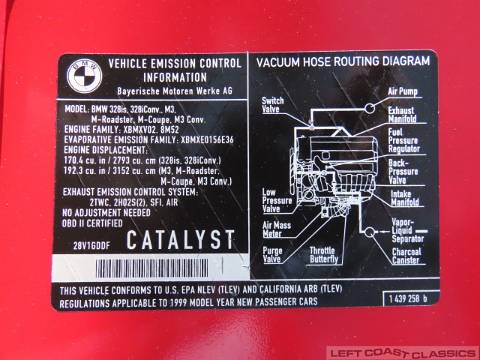 BMW
VEHICLE EMISSION CONTROL
INFORMATION
Bayerische Motoren Werke AG
MODEL: BMW 328is, 328iConv., M3,
M-Roadster, M-Coupe, M3 Conv.
ENGINE FAMILY: XBMXV02. 8M52
EVAPORATIVE EMISSION FAMILY: XBMXE0156E36
ENGINE DISPLACEMENT:
170.4 cu. in / 2793 cu. cm (328is, 328iConv.)
192.3 cu. in / 3152 cu. cm (M3, M-Roadster,
M-Coupe, M3 Conv.)
EXHAUST EMISSION CONTROL SYSTEM:
2TWC, 2HO2S(2), SFI, AIR
NO ADJUSTMENT NEEDED
OBD II CERTIFIED
28V1GDDF
CATALYST
VACUUM HOSE ROUTING DIAGRAM
Switch
Valve
Air Pump
Exhaust
Manifold
Fuel
Pressure
Regulator
Back-
Pressure
Valve
Intake
Manifold
Low Pressure
Valve
Air Mass
Meter
Purge
Valve
Throttle
Butterfly
Vapor-
Liquid
Separator
Charcoal
Canister
THIS VEHICLE CONFORMS TO U.S. EPA NLEV (TLEV) AND CALIFORNIA ARB (TLEV)
REGULATIONS APPLICABLE TO 1999 MODEL YEAR NEW PASSENGER CARS
1 439 258 b
LEFT COAST CLASSICS